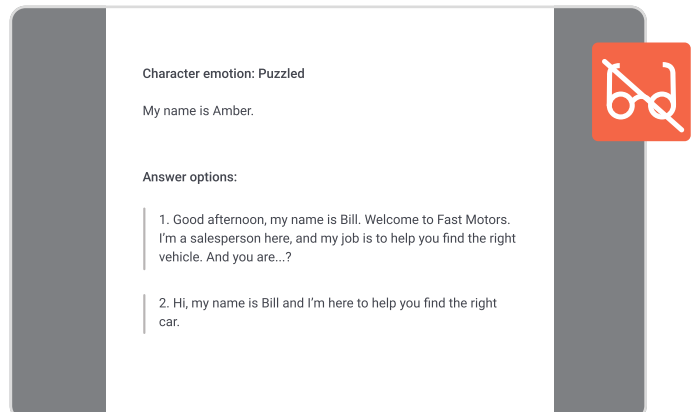 Character emotion: Puzzled
My name is Amber.
Answer options:
1. Good afternoon, my name is Bill. Welcome to Fast Motors.
I’m a salesperson here, and my job is to help you find the right
vehicle. And you are...?
2. Hi, my name is Bill and I’m here to help you find the right
car.